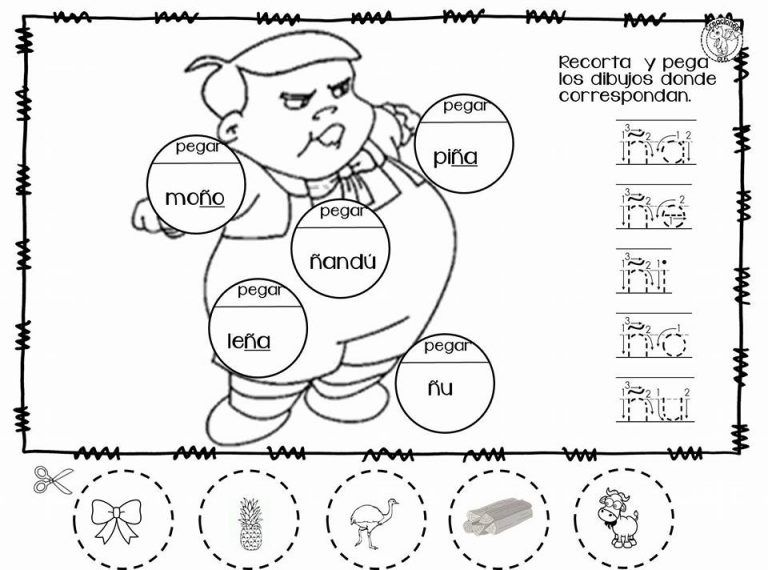 Recorta y pega
los dibujos donde
correspondan.
pegar
piña
pegar
moño
pegar
ñandú
pegar
leña
pegar
ñu
ña
ñe
ñi
ño
ñu